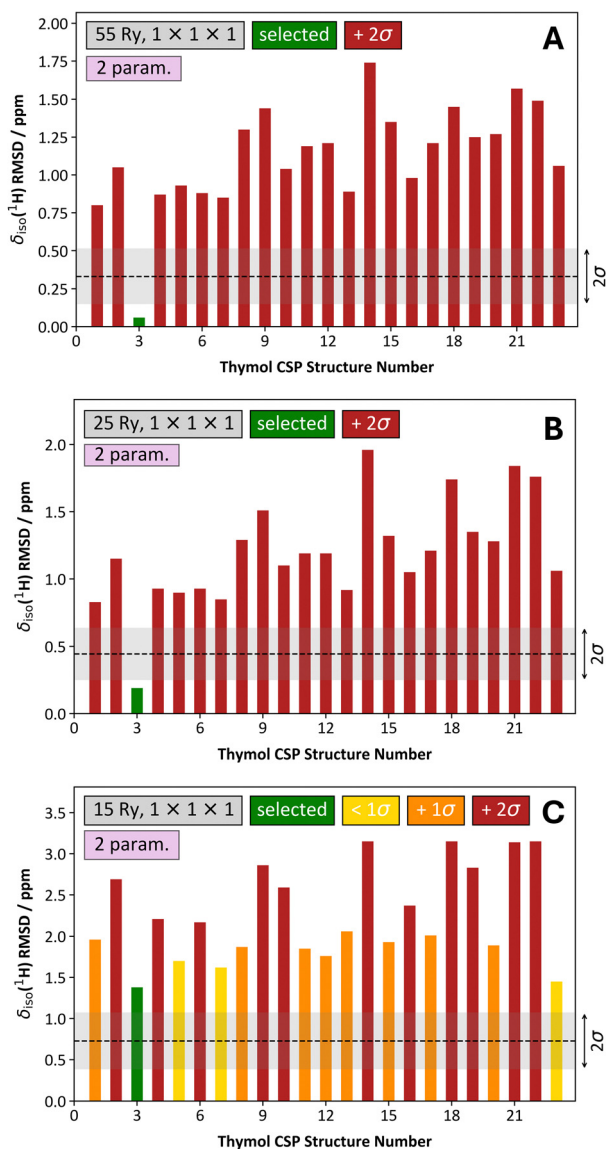 55 Ry, 1 × 1 × 1 selected + 2σ A
2 param.
2.00
1.75
1.50
1.25
1.00
0.75
0.50
0.25
0.00
δiso(¹H) RMSD / ppm
2σ
0 3 6 9 12 15 18 21
Thymol CSP Structure Number
25 Ry, 1 × 1 × 1 selected + 2σ B
2 param.
2.0
1.5
1.0
0.5
0.0
δiso(¹H) RMSD / ppm
2σ
0 3 6 9 12 15 18 21
Thymol CSP Structure Number
15 Ry, 1 × 1 × 1 selected < 1σ + 1σ + 2σ C
2 param.
3.5
3.0
2.5
2.0
1.5
1.0
0.5
0.0
δiso(¹H) RMSD / ppm
2σ
0 3 6 9 12 15 18 21
Thymol CSP Structure Number